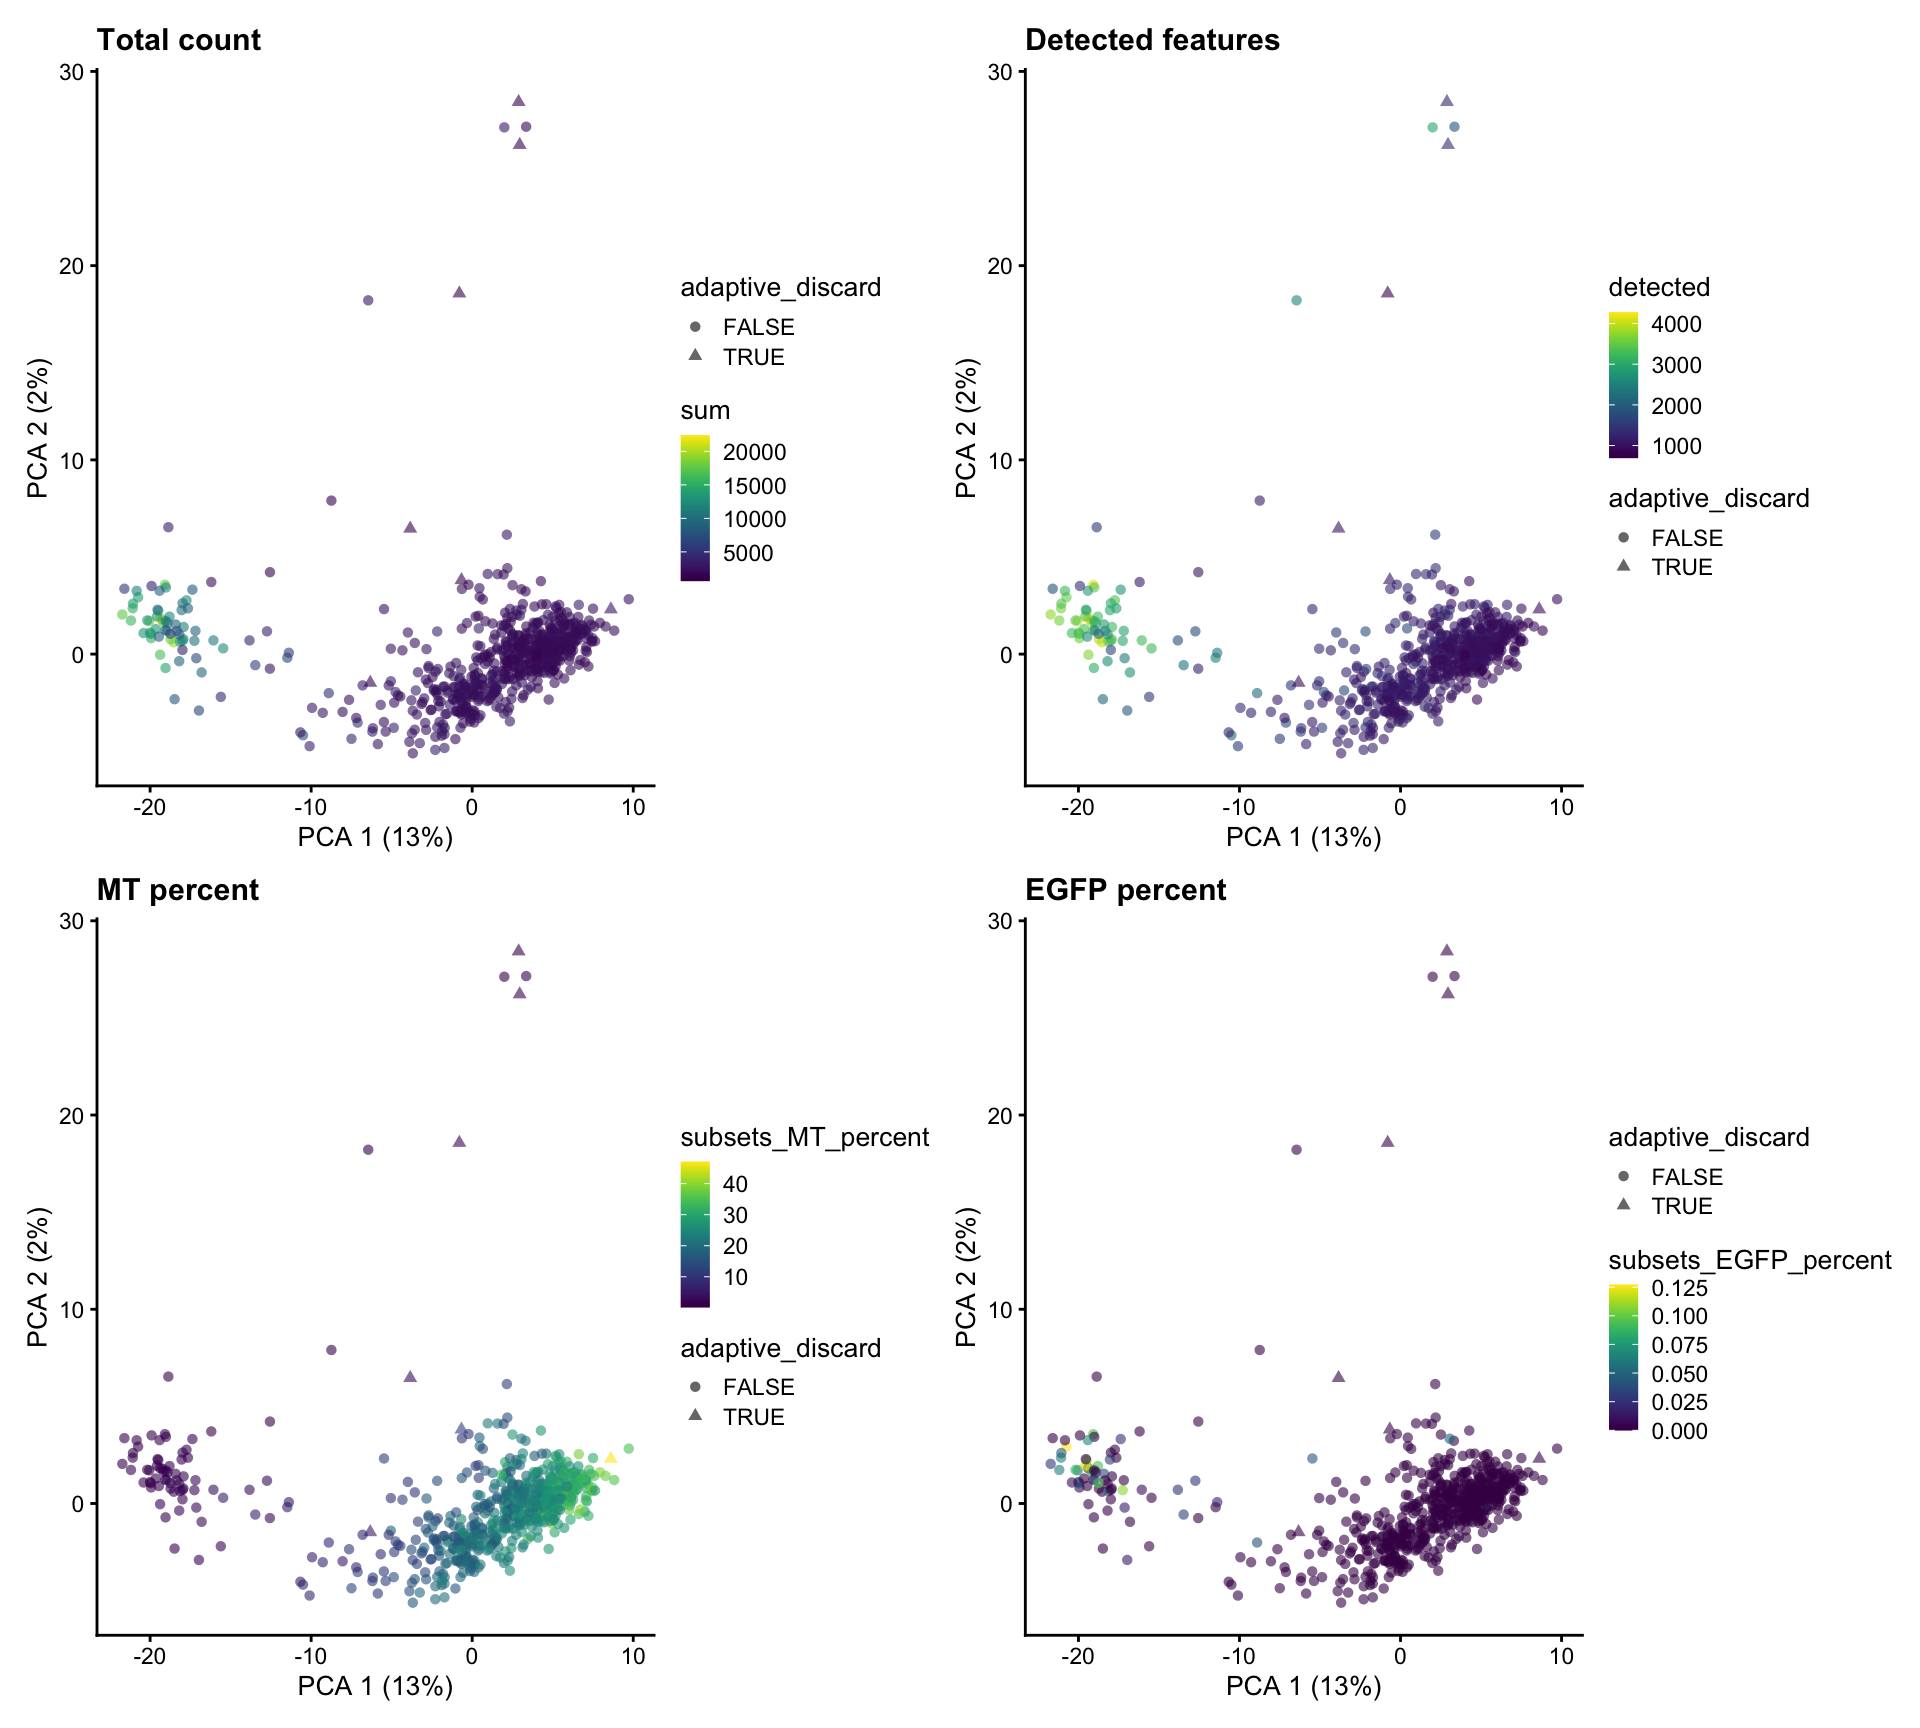 Total count
30
20
10
0
-20
-10
0
10
PCA 2 (2%)
PCA 1 (13%)
adaptive_discard
FALSE
TRUE
sum
20000
15000
10000
5000
Detected features
30
20
10
0
-20
-10
0
10
PCA 2 (2%)
PCA 1 (13%)
detected
4000
3000
2000
1000
adaptive_discard
FALSE
TRUE
MT percent
30
20
10
0
-20
-10
0
10
PCA 2 (2%)
PCA 1 (13%)
subsets_MT_percent
40
30
20
10
adaptive_discard
FALSE
TRUE
EGFP percent
30
20
10
0
-20
-10
0
10
PCA 2 (2%)
PCA 1 (13%)
adaptive_discard
FALSE
TRUE
subsets_EGFP_percent
0.125
0.100
0.075
0.050
0.025
0.000